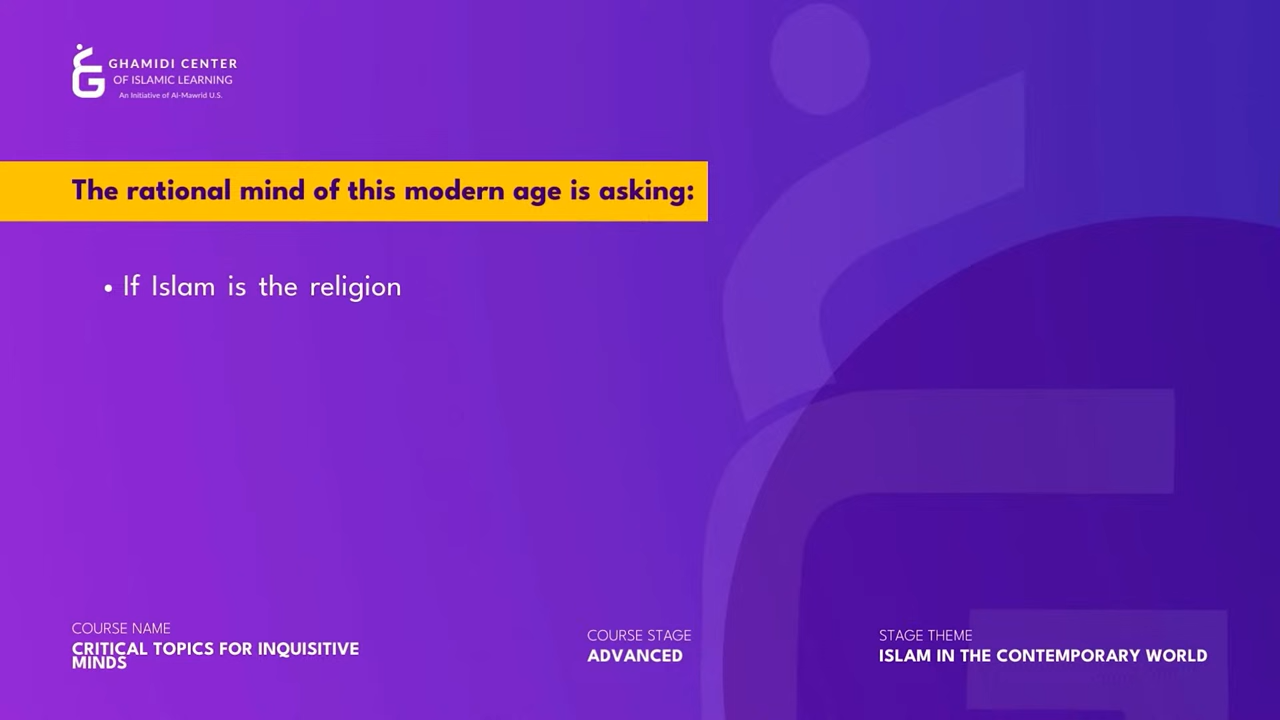 GHAMIDI CENTER
OF ISLAMIC LEARNING
An Initiative of Al-Mawrid U.S.
The rational mind of this modern age is asking:
• If Islam is the religion
COURSE NAME
CRITICAL TOPICS FOR INQUISITIVE
MINDS
COURSE STAGE
ADVANCED
STAGE THEME
ISLAM IN THE CONTEMPORARY WORLD